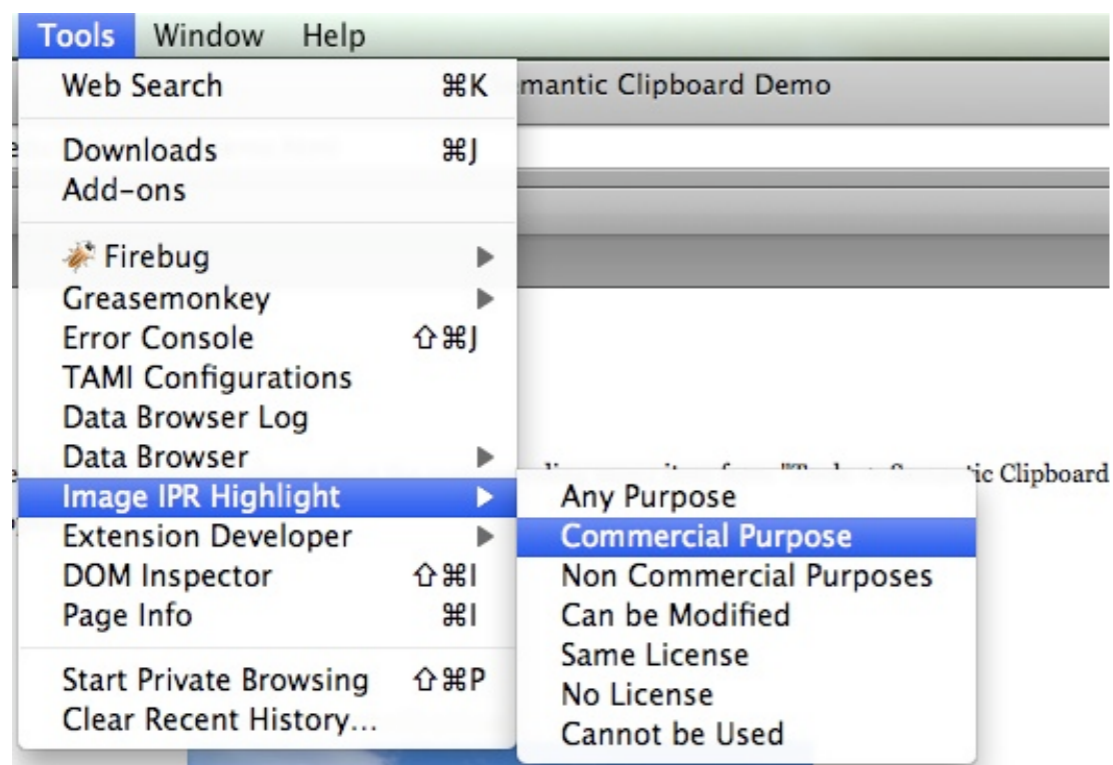 Tools Window Help
Web Search ⌘K
mantic Clipboard Demo
Downloads ⌘J
Add-ons
Firebug
Greasemonkey
Error Console ⇧⌘J
TAMI Configurations
Data Browser Log
Data Browser
Image IPR Highlight
ic Clipboard
Any Purpose
Extension Developer
Commercial Purpose
DOM Inspector ⇧⌘I
Non Commercial Purposes
Page Info ⌘I
Can be Modified
Same License
Start Private Browsing ⇧⌘P
No License
Clear Recent History...
Cannot be Used